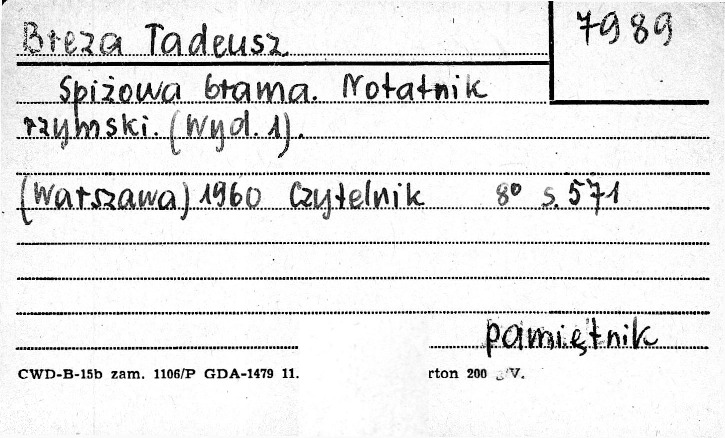 Breza Tadeusz
7989
Spiżowa brama. Notatnik
rzymski. (Wyd. 1).
(Warszawa) 1960 Czytelnik 8° s. 571
pamiętnik
CWD-B-15b zam. 1106/P GDA-1479 11.
rton 200 g/V.